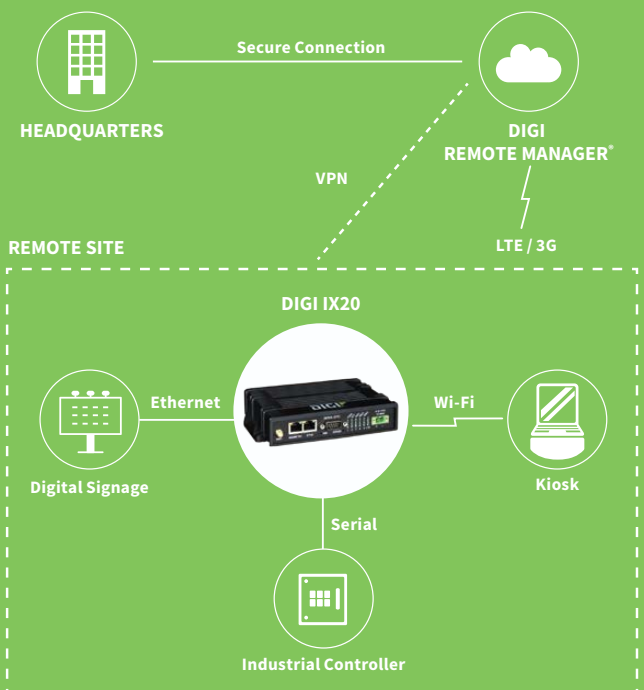 Secure Connection
HEADQUARTERS
DIGI
REMOTE MANAGER®
VPN
LTE / 3G
REMOTE SITE
DIGI IX20
DIGI
Ethernet
Wi-Fi
Digital Signage
Kiosk
Serial
Industrial Controller